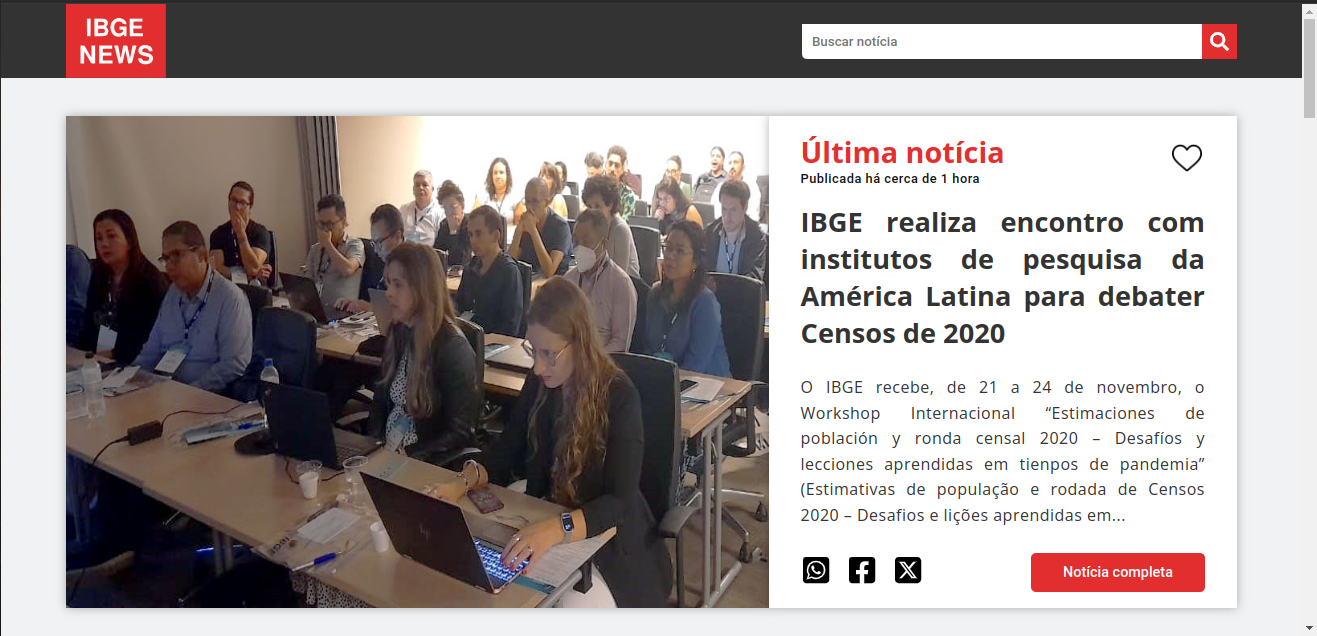 IBGE
NEWS
Buscar notícia
Última notícia
Publicada há cerca de 1 hora
IBGE realiza encontro com
institutos de pesquisa da
América Latina para debater
Censos de 2020
O IBGE recebe, de 21 a 24 de novembro, o
Workshop Internacional “Estimaciones de
población y ronda censal 2020 – Desafíos y
lecciones aprendidas em tienpos de pandemia”
(Estimativas de população e rodada de Censos
2020 – Desafios e lições aprendidas em...
Notícia completa